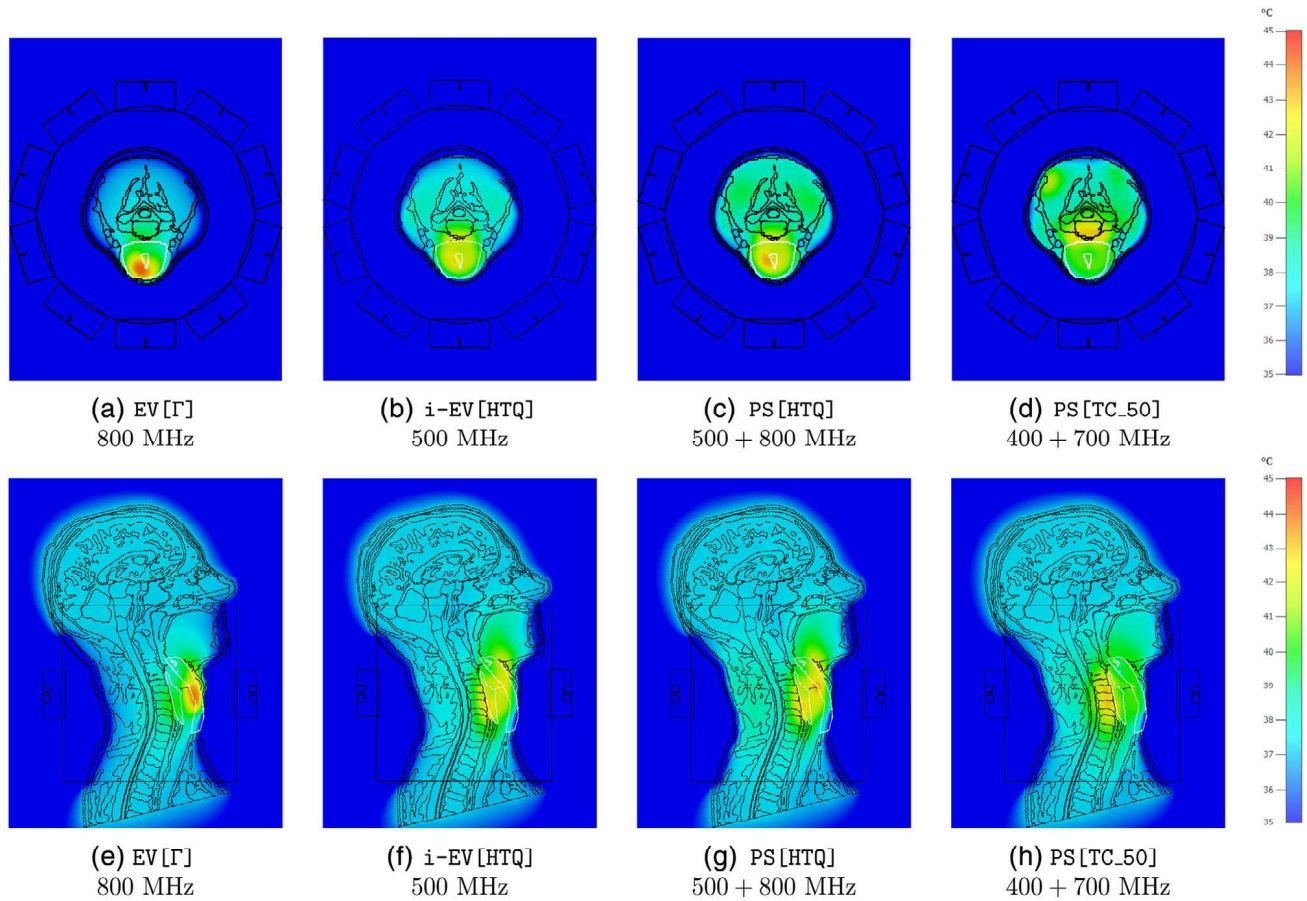 °C
45
44
43
42
41
40
39
38
37
36
35
(a) EV[Γ]
800 MHz
(b) i-EV[HTQ]
500 MHz
(c) PS[HTQ]
500 + 800 MHz
(d) PS[TC_50]
400 + 700 MHz
°C
45
44
43
42
41
40
39
38
37
36
35
(e) EV[Γ]
800 MHz
(f) i-EV[HTQ]
500 MHz
(g) PS[HTQ]
500 + 800 MHz
(h) PS[TC_50]
400 + 700 MHz